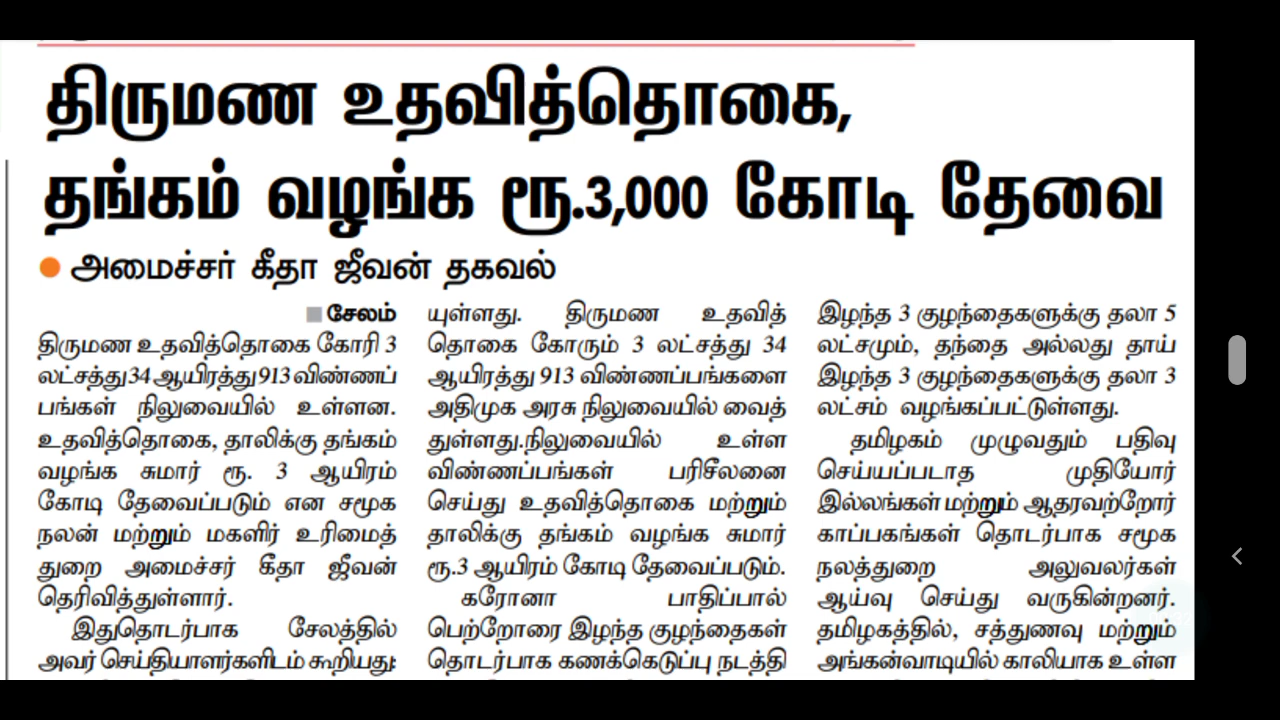 திருமண உதவித்தொகை,
தங்கம் வழங்க ரூ.3,000 கோடி தேவை
அமைச்சர் கீதா ஜீவன் தகவல்
சேலம்
திருமண உதவித்தொகை கோரி 3
லட்சத்து 34 ஆயிரத்து 913 விண்ணப்
பங்கள் நிலுவையில் உள்ளன.
உதவித்தொகை, தாலிக்கு தங்கம்
வழங்க சுமார் ரூ. 3 ஆயிரம்
கோடி தேவைப்படும் என சமூக
நலன் மற்றும் மகளிர் உரிமைத்
துறை அமைச்சர் கீதா ஜீவன்
தெரிவித்துள்ளார்.
இதுதொடர்பாக சேலத்தில்
அவர் செய்தியாளர்களிடம் கூறியது:
யுள்ளது. திருமண உதவித்
தொகை கோரும் 3 லட்சத்து 34
ஆயிரத்து 913 விண்ணப்பங்களை
அதிமுக அரசு நிலுவையில் வைத்
துள்ளது.நிலுவையில் உள்ள
விண்ணப்பங்கள் பரிசீலனை
செய்து உதவித்தொகை மற்றும்
தாலிக்கு தங்கம் வழங்க சுமார்
ரூ.3 ஆயிரம் கோடி தேவைப்படும்.
கரோனா பாதிப்பால்
பெற்றோரை இழந்த குழந்தைகள்
தொடர்பாக கணக்கெடுப்பு நடத்தி
இழந்த 3 குழந்தைகளுக்கு தலா 5
லட்சமும், தந்தை அல்லது தாய்
இழந்த 3 குழந்தைகளுக்கு தலா 3
லட்சம் வழங்கப்பட்டுள்ளது.
தமிழகம் முழுவதும் பதிவு
செய்யப்படாத முதியோர்
இல்லங்கள் மற்றும் ஆதரவற்றோர்
காப்பகங்கள் தொடர்பாக சமூக
நலத்துறை அலுவலர்கள்
ஆய்வு செய்து வருகின்றனர்.
தமிழகத்தில், சத்துணவு மற்றும்
அங்கன்வாடியில் காலியாக உள்ள